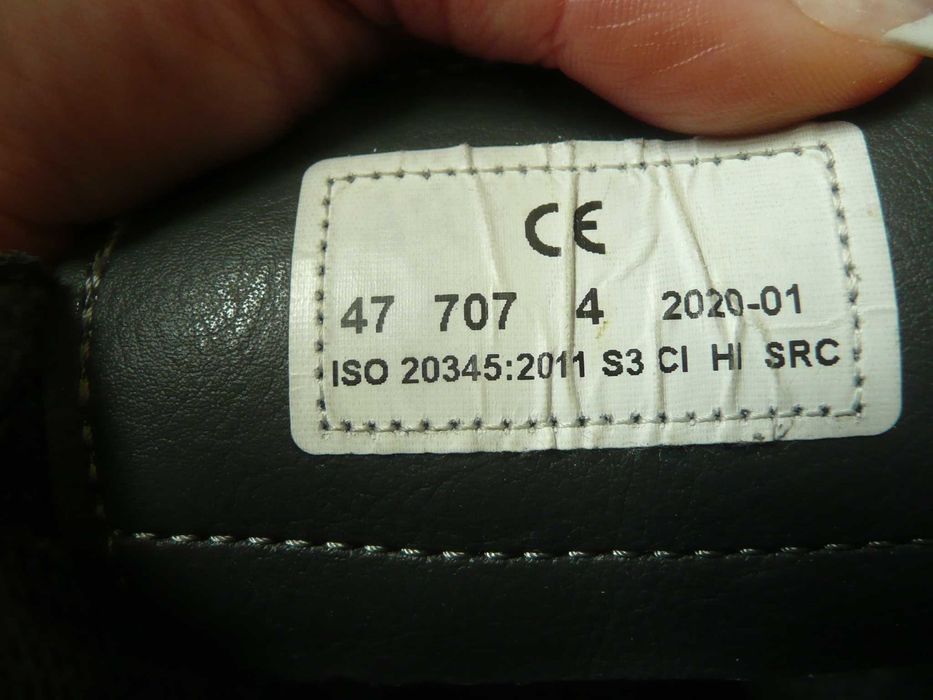 CE
47 707 4 2020-01
ISO 20345:2011 S3 CI HI SRC